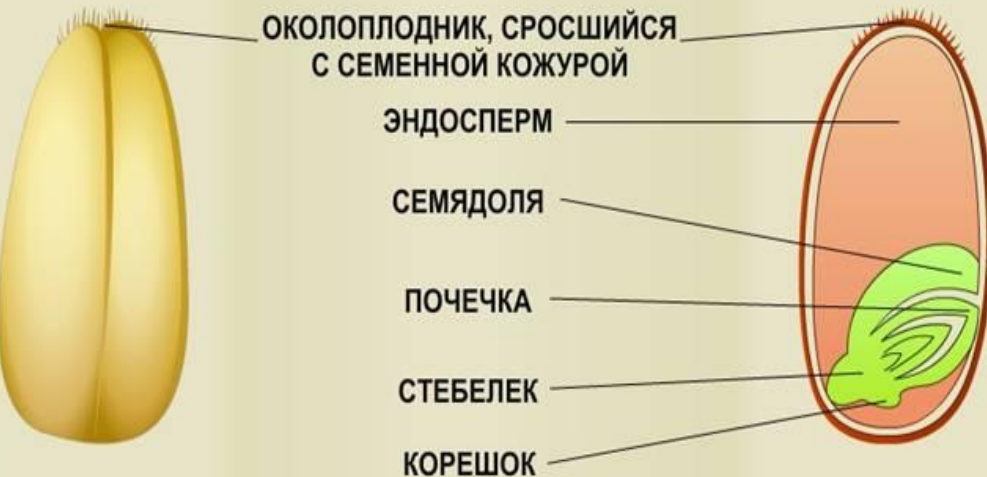 ОКОЛОПЛОДНИК, СРОСШИЙСЯ
С СЕМЕННОЙ КОЖУРОЙ
ЭНДОСПЕРМ
СЕМЯДОЛЯ
ПОЧЕЧКА
СТЕБЕЛЕК
КОРЕШОК